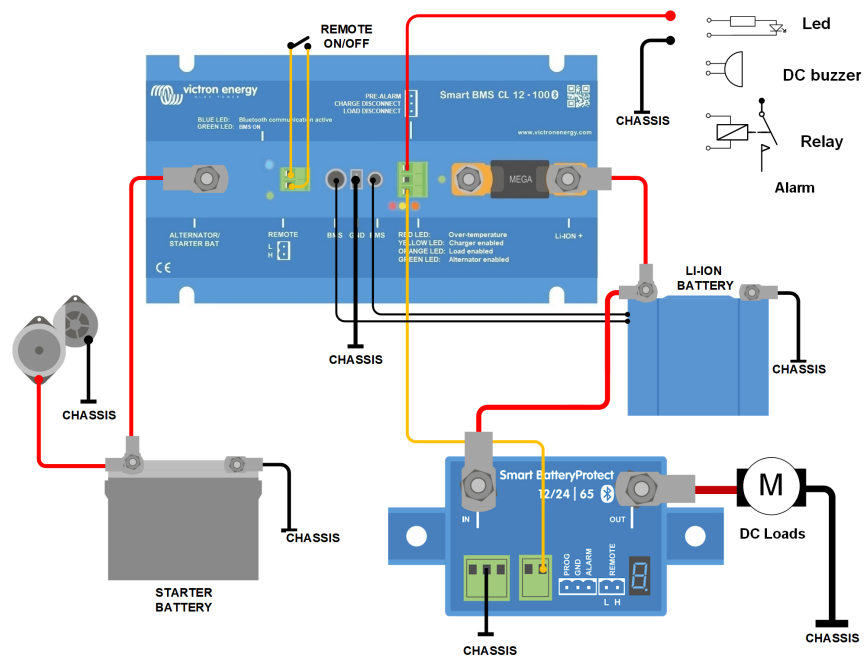 REMOTE
ON/OFF
Led
DC buzzer
CHASSIS
Relay
Alarm
victron energy
BLUE POWER
PRE-ALARM
CHARGE DISCONNECT
LOAD DISCONNECT
Smart BMS CL 12 - 100
BLUE LED: Bluetooth communication active
GREEN LED: BMS ON
www.victronenergy.com
MEGA
ALTERNATOR/
STARTER BAT
REMOTE
L
H
BMS
GND
BMS
RED LED: Over-temperature
YELLOW LED: Charger enabled
ORANGE LED: Load enabled
GREEN LED: Alternator enabled
LI-ION +
CE
LI-ION
BATTERY
CHASSIS
CHASSIS
CHASSIS
CHASSIS
STARTER
BATTERY
Smart BatteryProtect
12/24 | 65
IN
OUT
PROG
GND
ALARM
REMOTE
L H
8
M
DC Loads
CHASSIS
CHASSIS